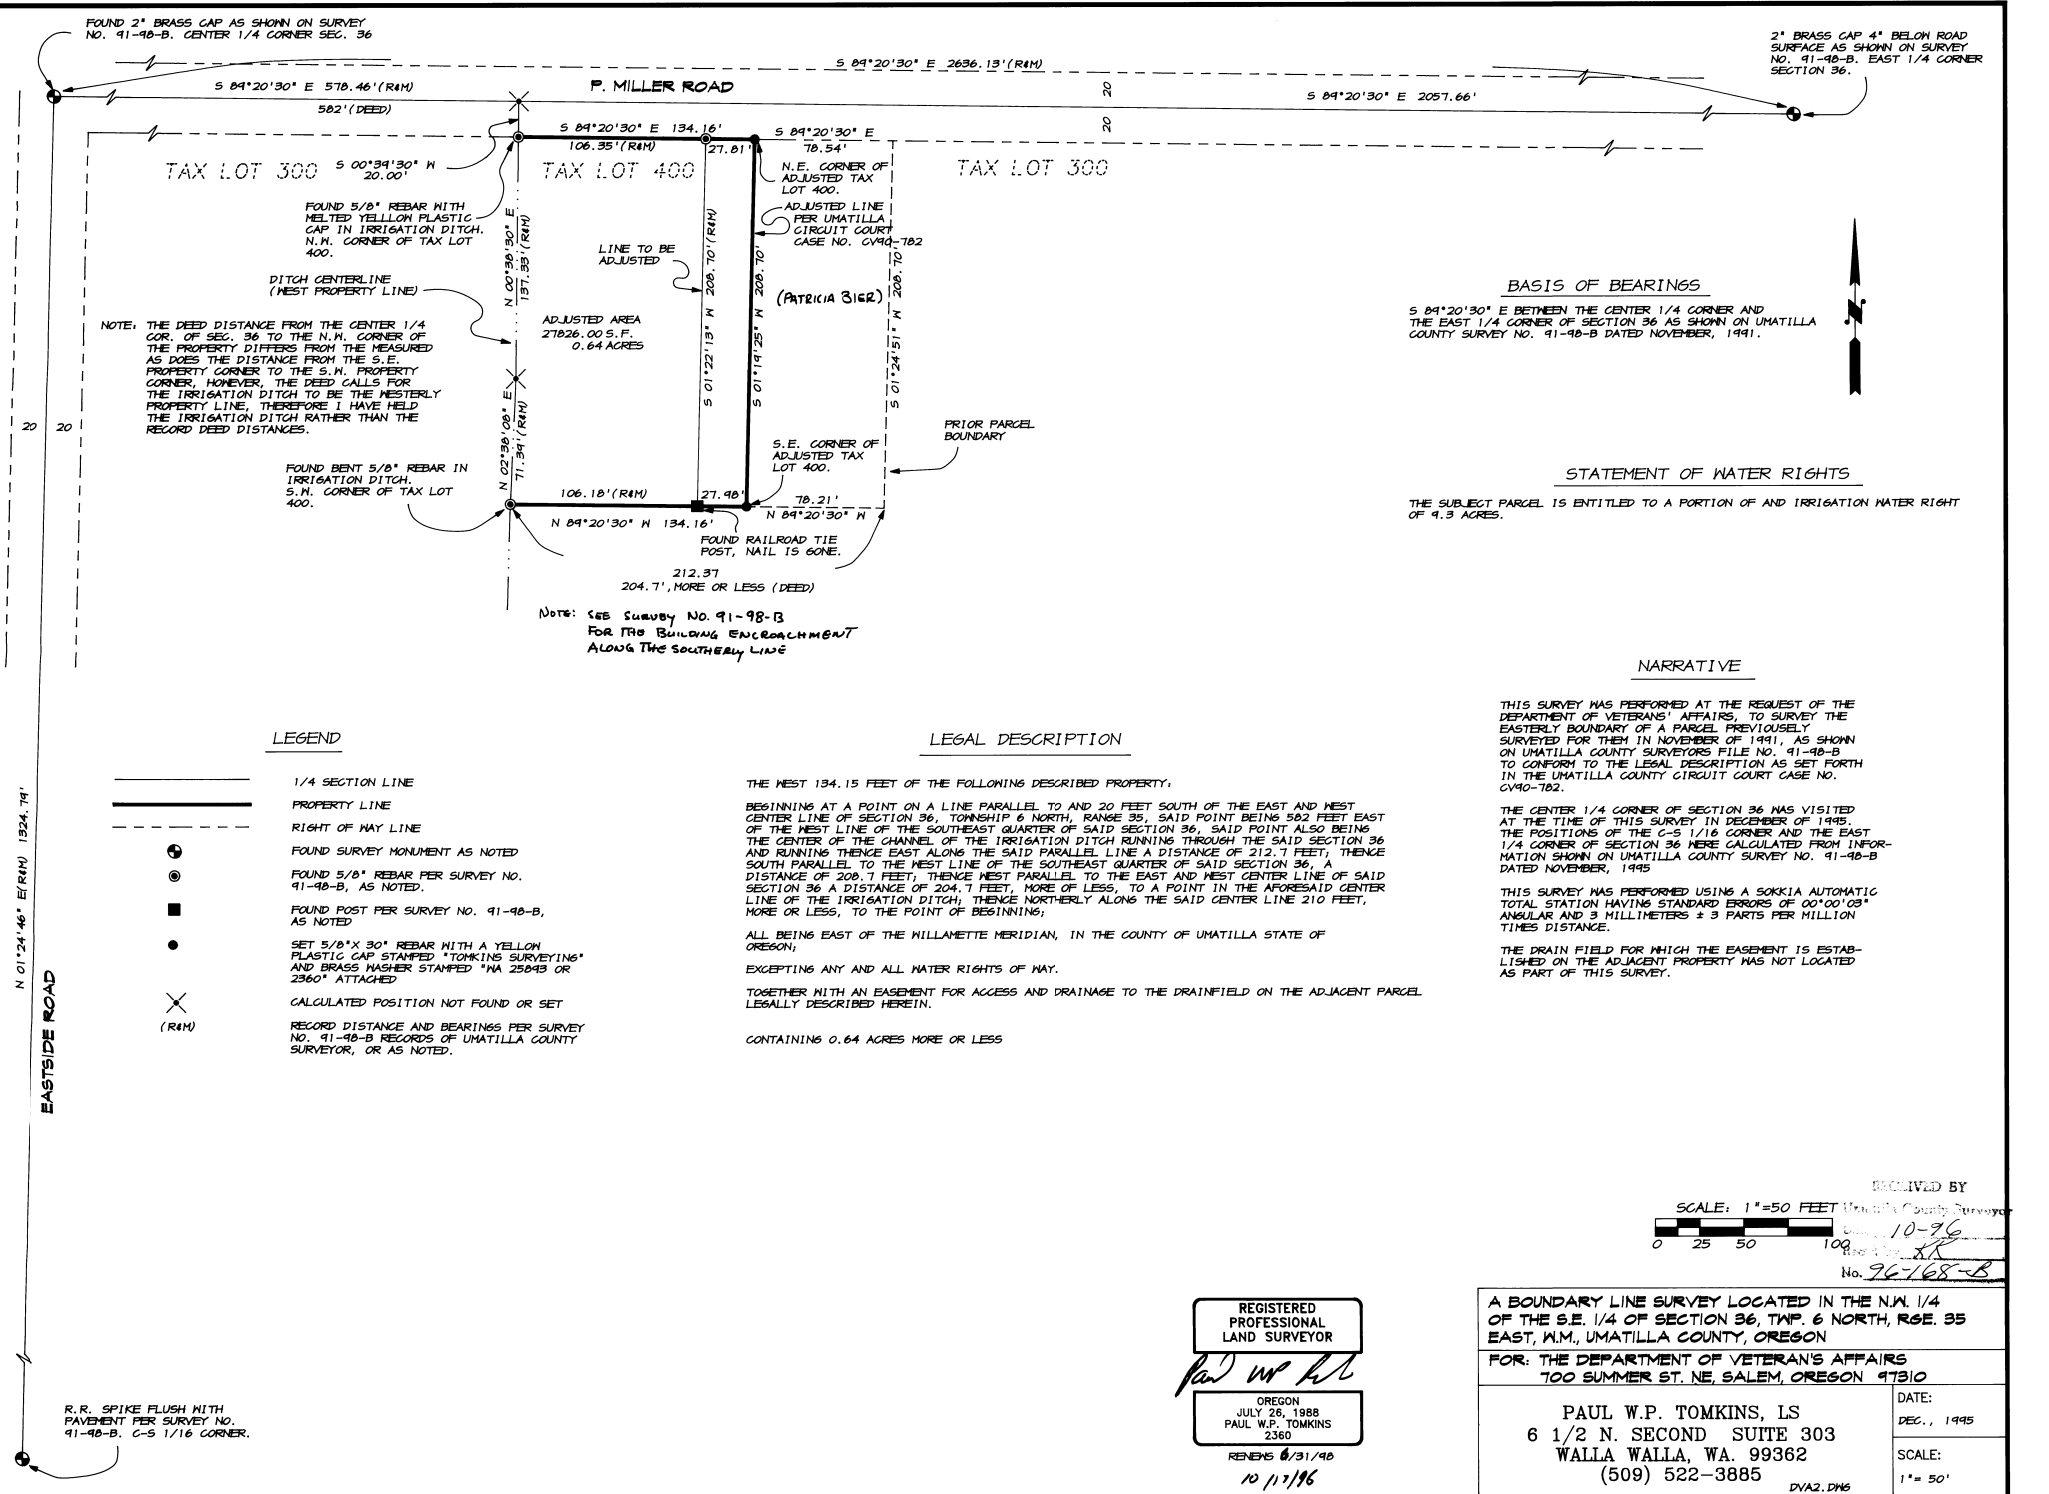 FOUND 2" BRASS CAP AS SHOWN ON SURVEY
NO. 91-98-B. CENTER 1/4 CORNER SEC. 36
2" BRASS CAP 4" BELOW ROAD
SURFACE AS SHOWN ON SURVEY
NO. 91-98-B. EAST 1/4 CORNER
SECTION 36.
S 89°20'30" E 2636.13'(R&M)
S 89°20'30" E 578.46'(R&M)
582'(DEED)
P. MILLER ROAD
20
20
S 89°20'30" E 2057.66'
S 89°20'30" E 134.16'
106.35'(R&M)
27.81'
S 89°20'30" E
78.54'
TAX LOT 300
S 00°39'30" W
20.00'
TAX LOT 400
N.E. CORNER OF
ADJUSTED TAX
LOT 400.
TAX LOT 300
FOUND 5/8" REBAR WITH
MELTED YELLLOW PLASTIC
CAP IN IRRIGATION DITCH.
N.W. CORNER OF TAX LOT
400.
ADJUSTED LINE
PER UMATILLA
CIRCUIT COURT
CASE NO. CV90-782
LINE TO BE
ADJUSTED
N 00°38'30" E
137.33'(R&M)
S 01°22'13" W 208.70'(R&M)
S 01°19'25" W 208.70'
S 01°24'51" W 208.70'
(PATRICIA BIER)
DITCH CENTERLINE
(WEST PROPERTY LINE)
ADJUSTED AREA
27826.00 S.F.
0.64 ACRES
NOTE: THE DEED DISTANCE FROM THE CENTER 1/4
COR. OF SEC. 36 TO THE N.W. CORNER OF
THE PROPERTY DIFFERS FROM THE MEASURED
AS DOES THE DISTANCE FROM THE S.E.
PROPERTY CORNER TO THE S.W. PROPERTY
CORNER, HOWEVER, THE DEED CALLS FOR
THE IRRIGATION DITCH TO BE THE WESTERLY
PROPERTY LINE, THEREFORE I HAVE HELD
THE IRRIGATION DITCH RATHER THAN THE
RECORD DEED DISTANCES.
20 20
N 02°38'08" E
71.39'(R&M)
FOUND BENT 5/8" REBAR IN
IRRIGATION DITCH.
S.W. CORNER OF TAX LOT
400.
S.E. CORNER OF
ADJUSTED TAX
LOT 400.
PRIOR PARCEL
BOUNDARY
106.18'(R&M)
27.98'
78.21'
N 89°20'30" W 134.16'
N 89°20'30" W
FOUND RAILROAD TIE
POST, NAIL IS GONE.
212.37
204.7', MORE OR LESS (DEED)
NOTE: SEE SURVEY NO. 91-98-B
FOR THE BUILDING ENCROACHMENT
ALONG THE SOUTHERLY LINE
BASIS OF BEARINGS
S 89°20'30" E BETWEEN THE CENTER 1/4 CORNER AND
THE EAST 1/4 CORNER OF SECTION 36 AS SHOWN ON UMATILLA
COUNTY SURVEY NO. 91-98-B DATED NOVEMBER, 1991.
N
STATEMENT OF WATER RIGHTS
THE SUBJECT PARCEL IS ENTITLED TO A PORTION OF AND IRRIGATION WATER RIGHT
OF 9.3 ACRES.
NARRATIVE
THIS SURVEY WAS PERFORMED AT THE REQUEST OF THE
DEPARTMENT OF VETERANS' AFFAIRS, TO SURVEY THE
EASTERLY BOUNDARY OF A PARCEL PREVIOUSELY
SURVEYED FOR THEM IN NOVEMBER OF 1991, AS SHOWN
ON UMATILLA COUNTY SURVEYORS FILE NO. 91-98-B
TO CONFORM TO THE LEGAL DESCRIPTION AS SET FORTH
IN THE UMATILLA COUNTY CIRCUIT COURT CASE NO.
CV90-782.
THE CENTER 1/4 CORNER OF SECTION 36 WAS VISITED
AT THE TIME OF THIS SURVEY IN DECEMBER OF 1995.
THE POSITIONS OF THE C-S 1/16 CORNER AND THE EAST
1/4 CORNER OF SECTION 36 WERE CALCULATED FROM INFOR-
MATION SHOWN ON UMATILLA COUNTY SURVEY NO. 91-98-B
DATED NOVEMBER, 1995
THIS SURVEY WAS PERFORMED USING A SOKKIA AUTOMATIC
TOTAL STATION HAVING STANDARD ERRORS OF 00°00'03"
ANGULAR AND 3 MILLIMETERS ± 3 PARTS PER MILLION
TIMES DISTANCE.
THE DRAIN FIELD FOR WHICH THE EASEMENT IS ESTAB-
LISHED ON THE ADJACENT PROPERTY WAS NOT LOCATED
AS PART OF THIS SURVEY.
LEGEND
1/4 SECTION LINE
PROPERTY LINE
RIGHT OF WAY LINE
FOUND SURVEY MONUMENT AS NOTED
FOUND 5/8" REBAR PER SURVEY NO.
91-98-B, AS NOTED.
FOUND POST PER SURVEY NO. 91-98-B,
AS NOTED
SET 5/8"X 30" REBAR WITH A YELLOW
PLASTIC CAP STAMPED "TOMKINS SURVEYING"
AND BRASS WASHER STAMPED "WA 25893 OR
2360" ATTACHED
CALCULATED POSITION NOT FOUND OR SET
(R&M) RECORD DISTANCE AND BEARINGS PER SURVEY
NO. 91-98-B RECORDS OF UMATILLA COUNTY
SURVEYOR, OR AS NOTED.
LEGAL DESCRIPTION
THE WEST 134.15 FEET OF THE FOLLOWING DESCRIBED PROPERTY:
BEGINNING AT A POINT ON A LINE PARALLEL TO AND 20 FEET SOUTH OF THE EAST AND WEST
CENTER LINE OF SECTION 36, TOWNSHIP 6 NORTH, RANGE 35, SAID POINT BEING 582 FEET EAST
OF THE WEST LINE OF THE SOUTHEAST QUARTER OF SAID SECTION 36, SAID POINT ALSO BEING
THE CENTER OF THE CHANNEL OF THE IRRIGATION DITCH RUNNING THROUGH THE SAID SECTION 36
AND RUNNING THENCE EAST ALONG THE SAID PARALLEL LINE A DISTANCE OF 212.7 FEET; THENCE
SOUTH PARALLEL TO THE WEST LINE OF THE SOUTHEAST QUARTER OF SAID SECTION 36, A
DISTANCE OF 208.7 FEET; THENCE WEST PARALLEL TO THE EAST AND WEST CENTER LINE OF SAID
SECTION 36 A DISTANCE OF 204.7 FEET, MORE OF LESS, TO A POINT IN THE AFORESAID CENTER
LINE OF THE IRRIGATION DITCH; THENCE NORTHERLY ALONG THE SAID CENTER LINE 210 FEET,
MORE OR LESS, TO THE POINT OF BEGINNING;
ALL BEING EAST OF THE WILLAMETTE MERIDIAN, IN THE COUNTY OF UMATILLA STATE OF
OREGON;
EXCEPTING ANY AND ALL WATER RIGHTS OF WAY.
TOGETHER WITH AN EASEMENT FOR ACCESS AND DRAINAGE TO THE DRAINFIELD ON THE ADJACENT PARCEL
LEGALLY DESCRIBED HEREIN.
CONTAINING 0.64 ACRES MORE OR LESS
N 01°24'46" E(R&M) 1324.79'
EASTSIDE ROAD
R.R. SPIKE FLUSH WITH
PAVEMENT PER SURVEY NO.
91-98-B. C-S 1/16 CORNER.
SCALE: 1"=50 FEET
0 25 50 100
RECEIVED BY
Umatilla County Surveyor
10-96
Rec'd by KK
No. 96-168-B
REGISTERED
PROFESSIONAL
LAND SURVEYOR
OREGON
JULY 26, 1988
PAUL W.P. TOMKINS
2360
RENEWS 6/31/98
10/17/96
A BOUNDARY LINE SURVEY LOCATED IN THE N.W. 1/4
OF THE S.E. 1/4 OF SECTION 36, TWP. 6 NORTH, RGE. 35
EAST, W.M., UMATILLA COUNTY, OREGON
FOR: THE DEPARTMENT OF VETERAN'S AFFAIRS
700 SUMMER ST. NE, SALEM, OREGON 97310
PAUL W.P. TOMKINS, LS
6 1/2 N. SECOND SUITE 303
WALLA WALLA, WA. 99362
(509) 522-3885
DVA2.DWG
DATE:
DEC., 1995
SCALE:
1"= 50'